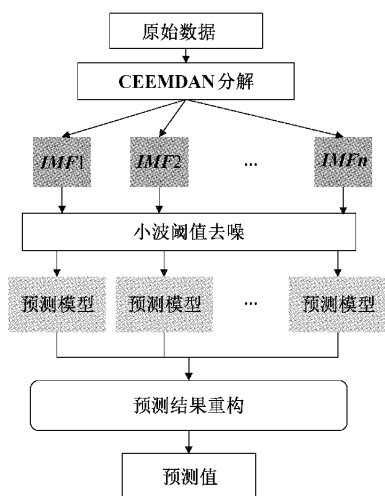 原始数据
CEEMDAN分解
IMF1 IMF2 ... IMFn
小波阈值去噪
预测模型 预测模型 ... 预测模型
预测结果重构
预测值